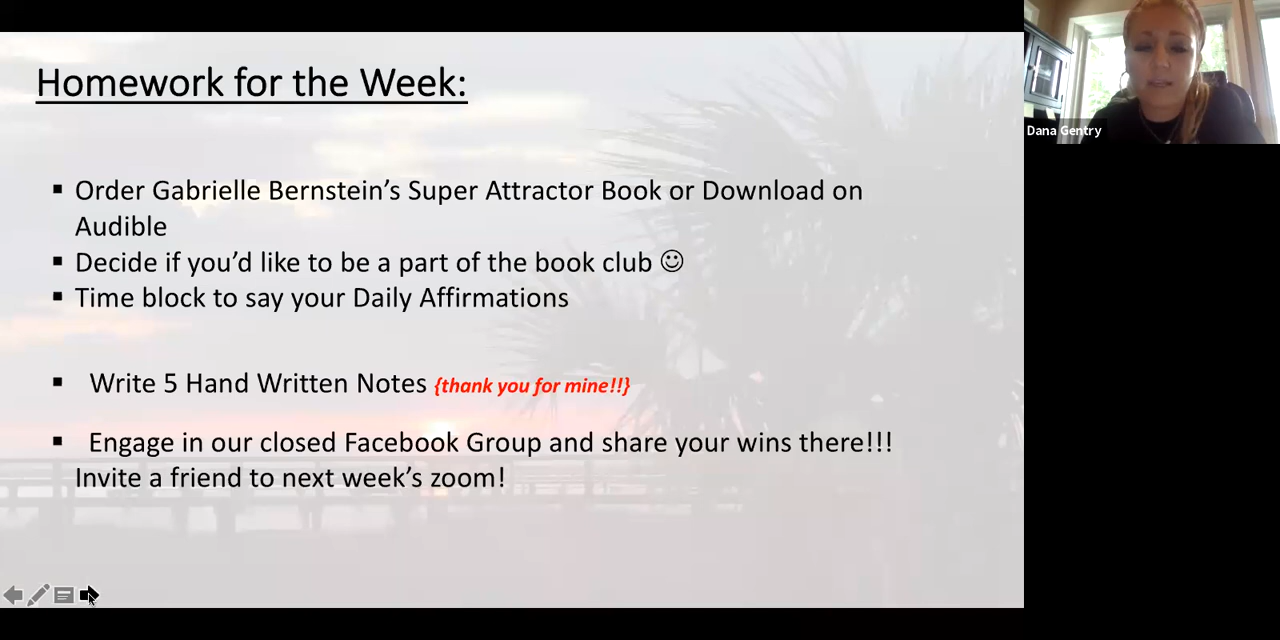 Homework for the Week:
▪ Order Gabrielle Bernstein’s Super Attractor Book or Download on
Audible
▪ Decide if you’d like to be a part of the book club ☺
▪ Time block to say your Daily Affirmations
▪ Write 5 Hand Written Notes {thank you for mine!!}
▪ Engage in our closed Facebook Group and share your wins there!!!
Invite a friend to next week’s zoom!
Dana Gentry